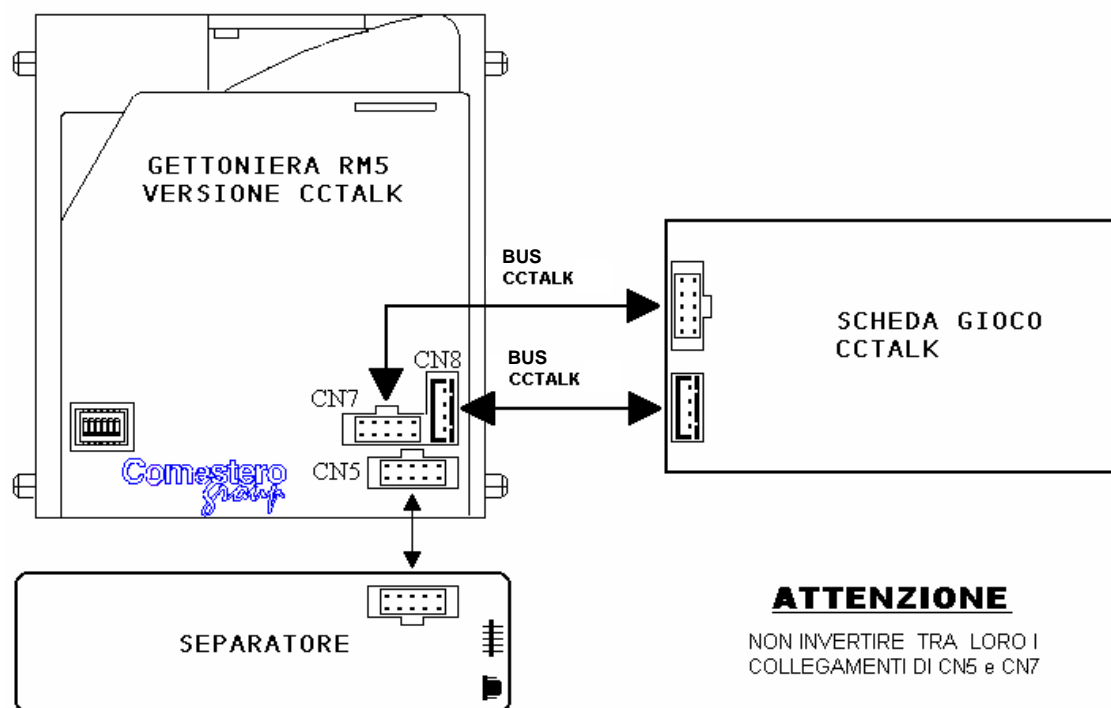 GETTONIERA RM5
VERSIONE CCTALK
BUS
CCTALK
SCHEDA GIOCO
CCTALK
BUS
CCTALK
CN8
CN7
CN5
Comestero
group
SEPARATORE
ATTENZIONE
NON INVERTIRE TRA LORO I
COLLEGAMENTI DI CN5 e CN7